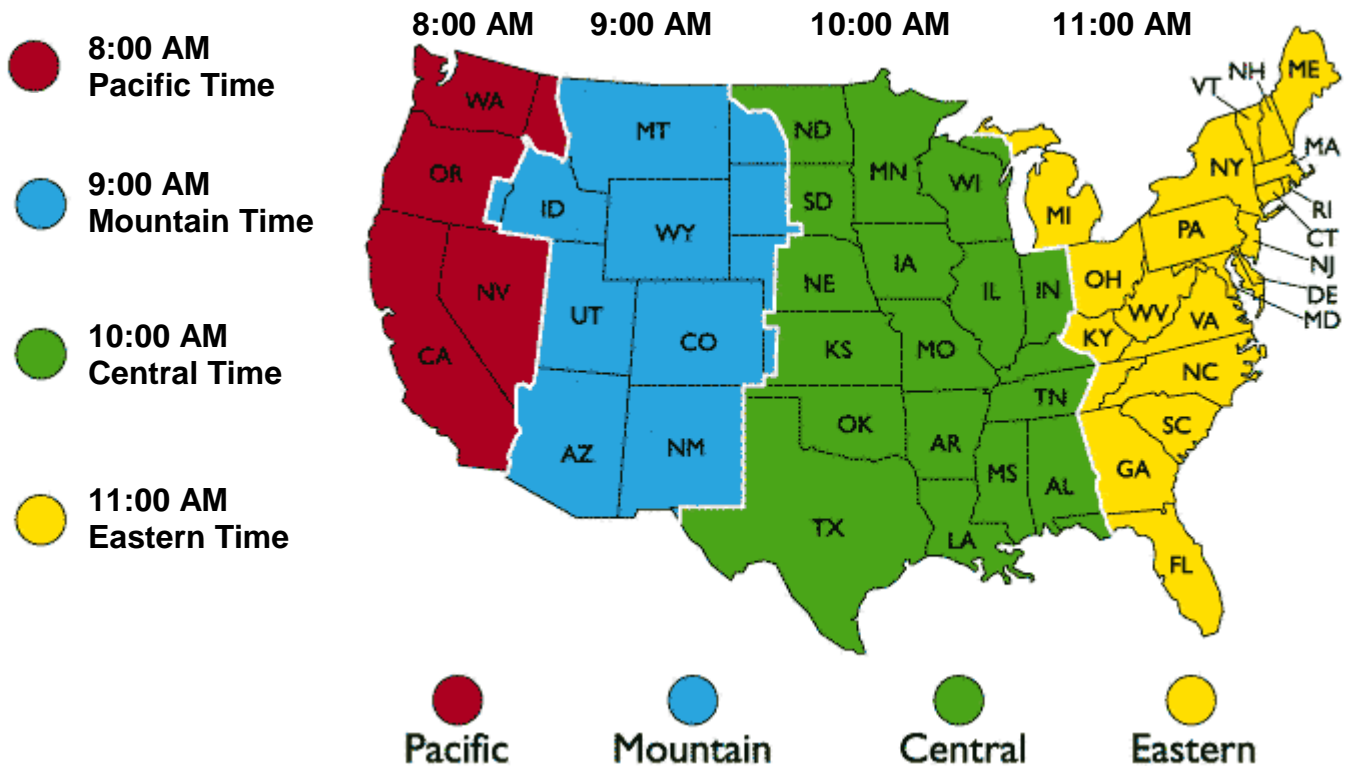 8:00 AM 9:00 AM 10:00 AM 11:00 AM
8:00 AM
Pacific Time
9:00 AM
Mountain Time
10:00 AM
Central Time
11:00 AM
Eastern Time
WA
OR
CA
NV
ID
MT
WY
UT
CO
AZ
NM
ND
SD
NE
KS
OK
TX
MN
IA
MO
AR
LA
WI
IL
IN
TN
MS
AL
MI
OH
KY
WV
VA
NC
SC
GA
FL
PA
NY
VT
NH
ME
MA
RI
CT
NJ
DE
MD
Pacific Mountain Central Eastern